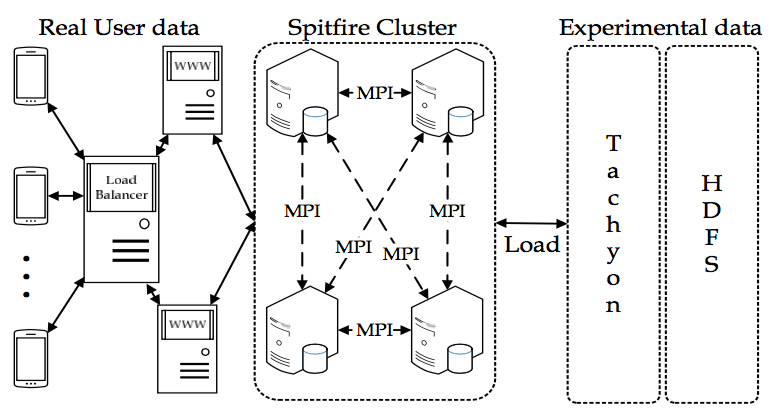 Real User data
Spitfire Cluster
Experimental data
WWW
MPI
Load
Balancer
MPI
MPI
MPI
MPI
Load
WWW
MPI
T
a
c
h
y
o
n
H
D
F
S